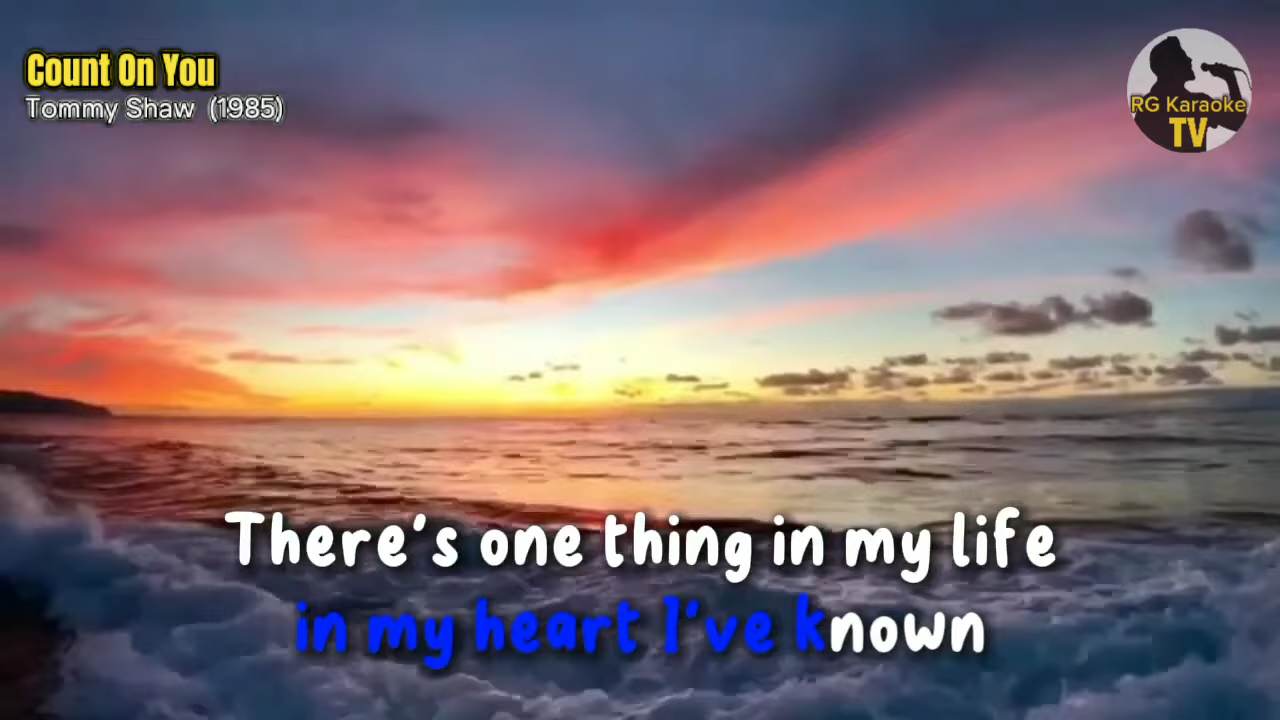 Count On You
Tommy Shaw (1985)
RG Karaoke
TV
There's one thing in my life
in my heart I've known